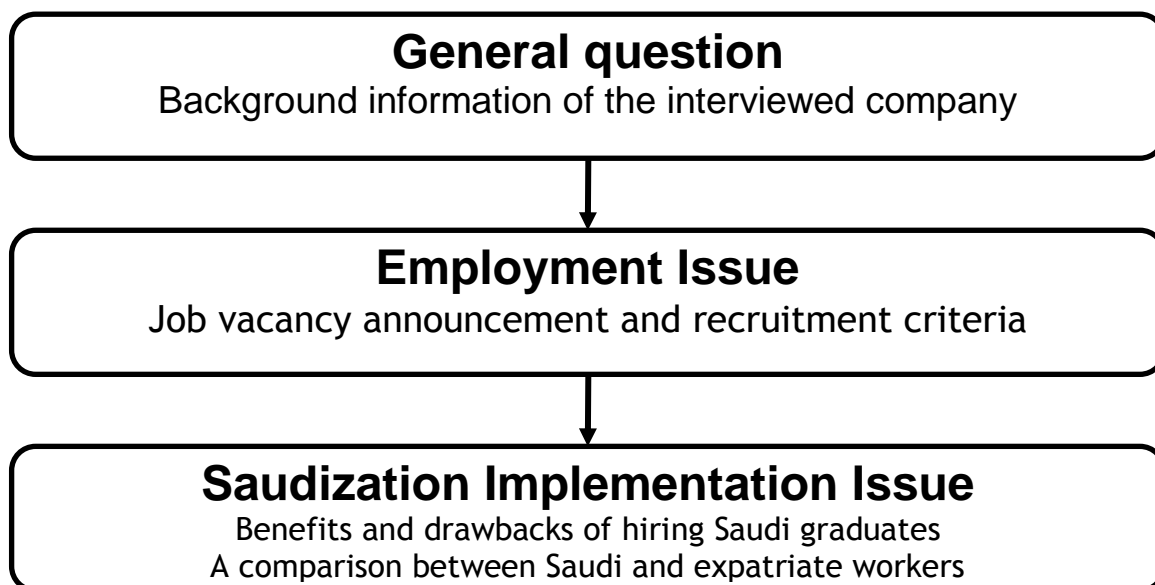 General question
Background information of the interviewed company
Employment Issue
Job vacancy announcement and recruitment criteria
Saudization Implementation Issue
Benefits and drawbacks of hiring Saudi graduates
A comparison between Saudi and expatriate workers